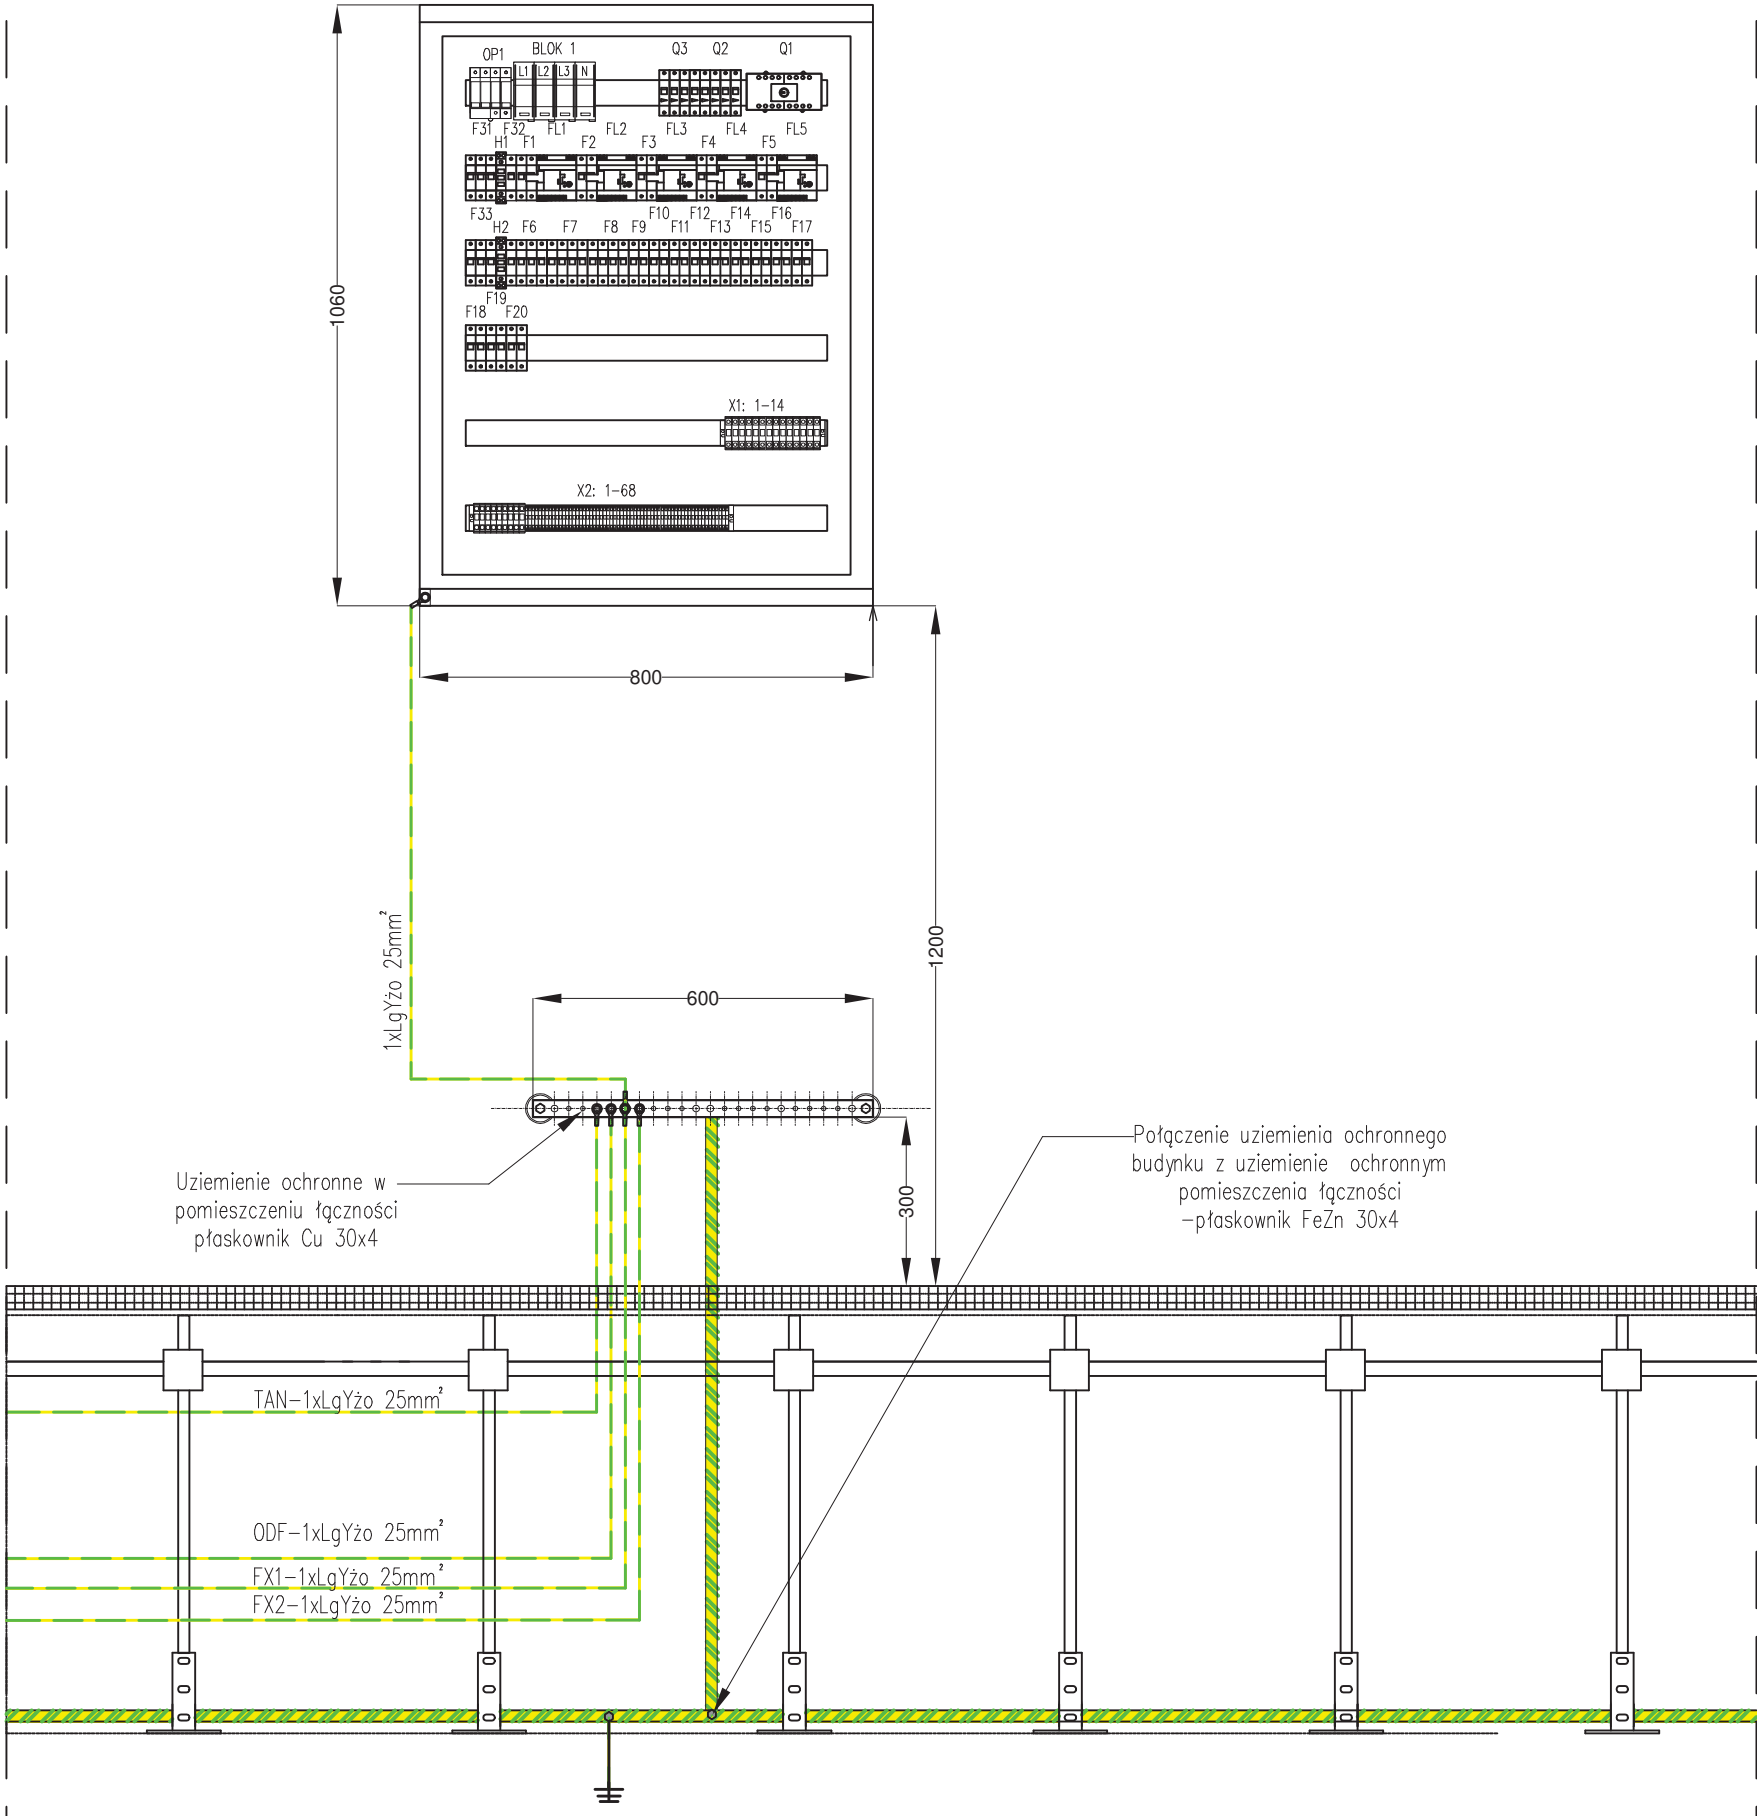 OP1 BLOK 1 Q3 Q2 Q1
L1 L2 L3 N
F31 F32 FL1 FL2 FL3 FL4 FL5
H1 F1 F2 F3 F4 F5
F33 F10 F12 F14 F16
H2 F6 F7 F8 F9 F11 F13 F15 F17
F19
F18 F20
X1: 1-14
X2: 1-68
1060
800
1200
1xLgYżo 25mm²
600
300
Uziemienie ochronne w
pomieszczeniu łączności
płaskownik Cu 30x4
Połączenie uziemienia ochronnego
budynku z uziemienie ochronnym
pomieszczenia łączności
-płaskownik FeZn 30x4
TAN-1xLgYżo 25mm²
ODF-1xLgYżo 25mm²
FX1-1xLgYżo 25mm²
FX2-1xLgYżo 25mm²